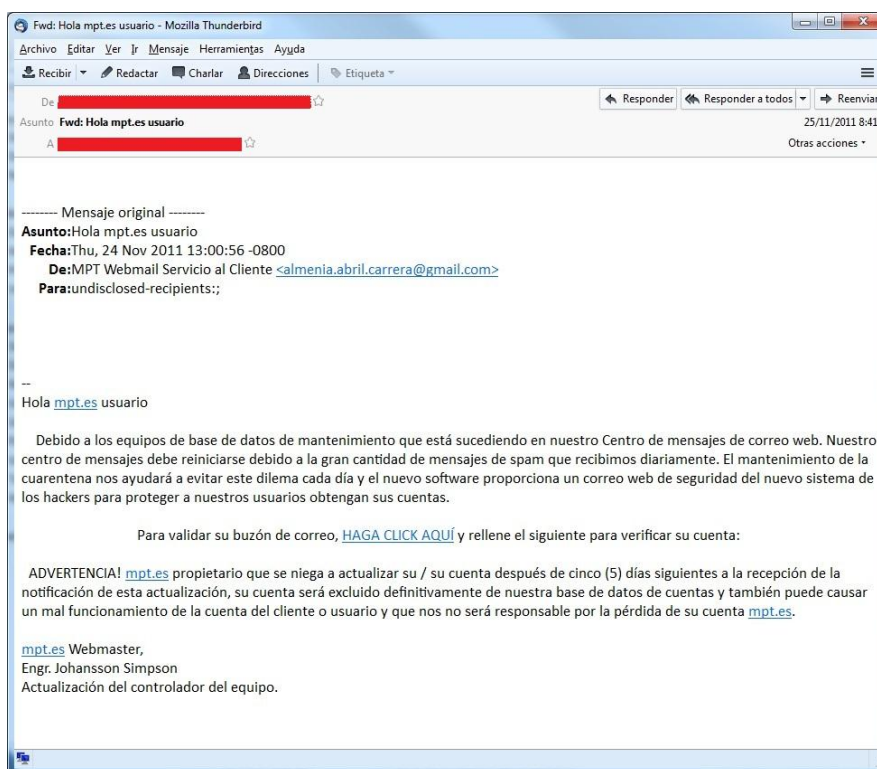 Fwd: Hola mpt.es usuario - Mozilla Thunderbird
Archivo Editar Ver Ir Mensaje Herramientas Ayuda
Recibir Redactar Charlar Direcciones Etiqueta
De Responder Responder a todos Reenviar
Asunto Fwd: Hola mpt.es usuario 25/11/2011 8:41
A Otras acciones
-------- Mensaje original --------
Asunto:Hola mpt.es usuario
Fecha:Thu, 24 Nov 2011 13:00:56 -0800
De:MPT Webmail Servicio al Cliente <almenia.abril.carrera@gmail.com>
Para:undisclosed-recipients:;
--
Hola mpt.es usuario
Debido a los equipos de base de datos de mantenimiento que está sucediendo en nuestro Centro de mensajes de correo web. Nuestro
centro de mensajes debe reiniciarse debido a la gran cantidad de mensajes de spam que recibimos diariamente. El mantenimiento de la
cuarentena nos ayudará a evitar este dilema cada día y el nuevo software proporciona un correo web de seguridad del nuevo sistema de
los hackers para proteger a nuestros usuarios obtengan sus cuentas.
Para validar su buzón de correo, HAGA CLICK AQUÍ y rellene el siguiente para verificar su cuenta:
ADVERTENCIA! mpt.es propietario que se niega a actualizar su / su cuenta después de cinco (5) días siguientes a la recepción de la
notificación de esta actualización, su cuenta será excluido definitivamente de nuestra base de datos de cuentas y también puede causar
un mal funcionamiento de la cuenta del cliente o usuario y que nos no será responsable por la pérdida de su cuenta mpt.es.
mpt.es Webmaster,
Engr. Johansson Simpson
Actualización del controlador del equipo.